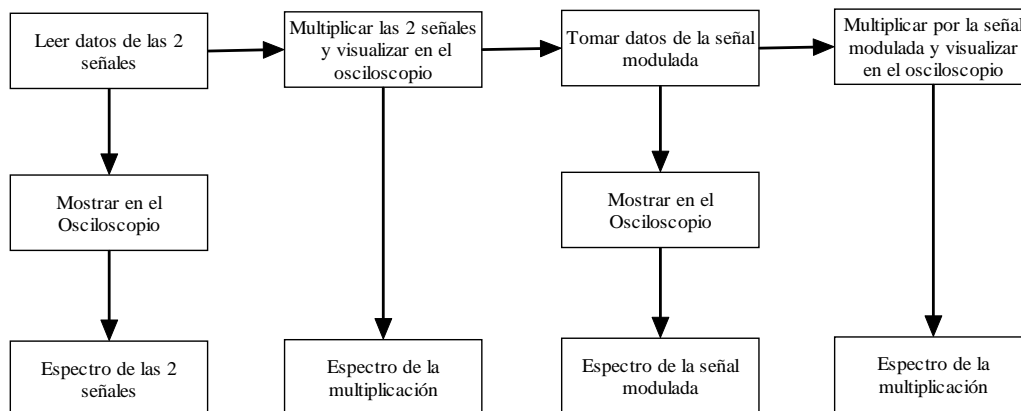 Leer datos de las 2
señales
Multiplicar las 2 señales
y visualizar en el
osciloscopio
Tomar datos de la señal
modulada
Multiplicar por la señal
modulada y visualizar
en el osciloscopio
Mostrar en el
Osciloscopio
Mostrar en el
Osciloscopio
Espectro de las 2
señales
Espectro de la
multiplicación
Espectro de la señal
modulada
Espectro de la
multiplicación